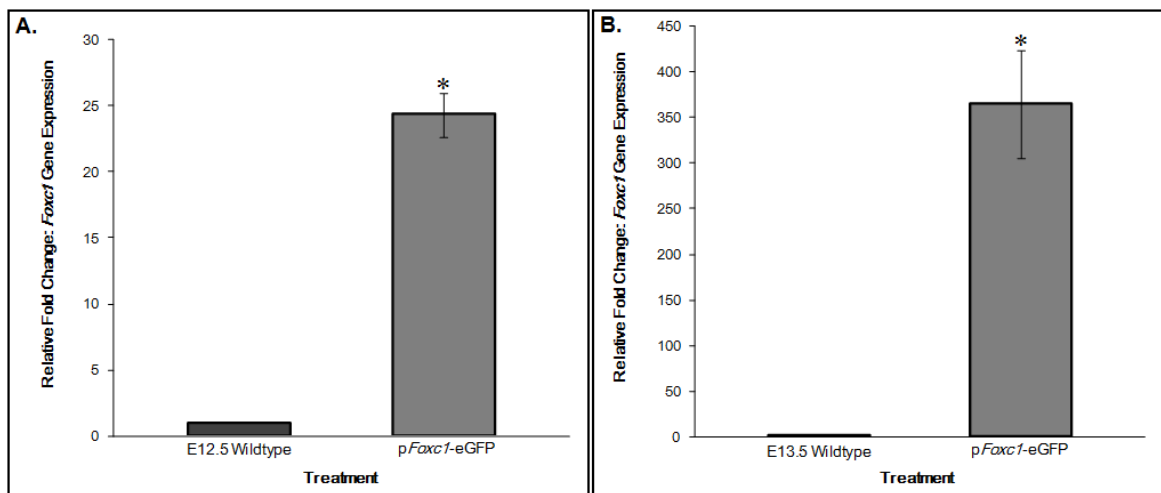 A.
Relative Fold Change: Foxc1 Gene Expression
30
25
20
15
10
5
0
*
E12.5 Wildtype
pFoxc1-eGFP
Treatment
B.
Relative Fold Change: Foxc1 Gene Expression
450
400
350
300
250
200
150
100
50
0
*
E13.5 Wildtype
pFoxc1-eGFP
Treatment